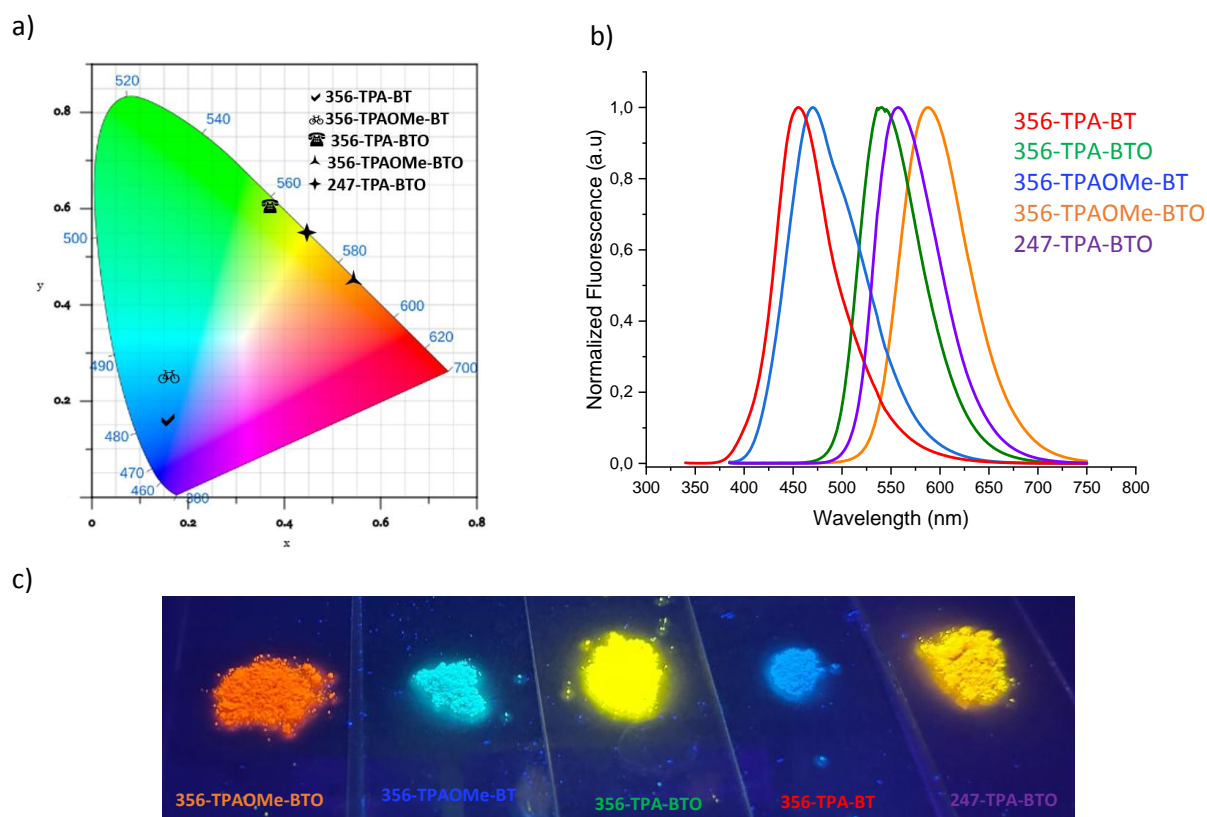 a)
520
540
560
580
600
620
700
500
490
480
470
460
380
0.8
0.6
0.4
0.2
0
0.2
0.4
0.6
0.8
y
x
356-TPA-BT
356-TPAOMe-BT
356-TPA-BTO
356-TPAOMe-BTO
247-TPA-BTO
b)
Normalized Fluorescence (a.u)
1,0
0,8
0,6
0,4
0,2
0,0
300 350 400 450 500 550 600 650 700 750 800
Wavelength (nm)
356-TPA-BT
356-TPA-BTO
356-TPAOMe-BT
356-TPAOMe-BTO
247-TPA-BTO
c)
356-TPAOMe-BTO
356-TPAOMe-BT
356-TPA-BTO
356-TPA-BT
247-TPA-BTO